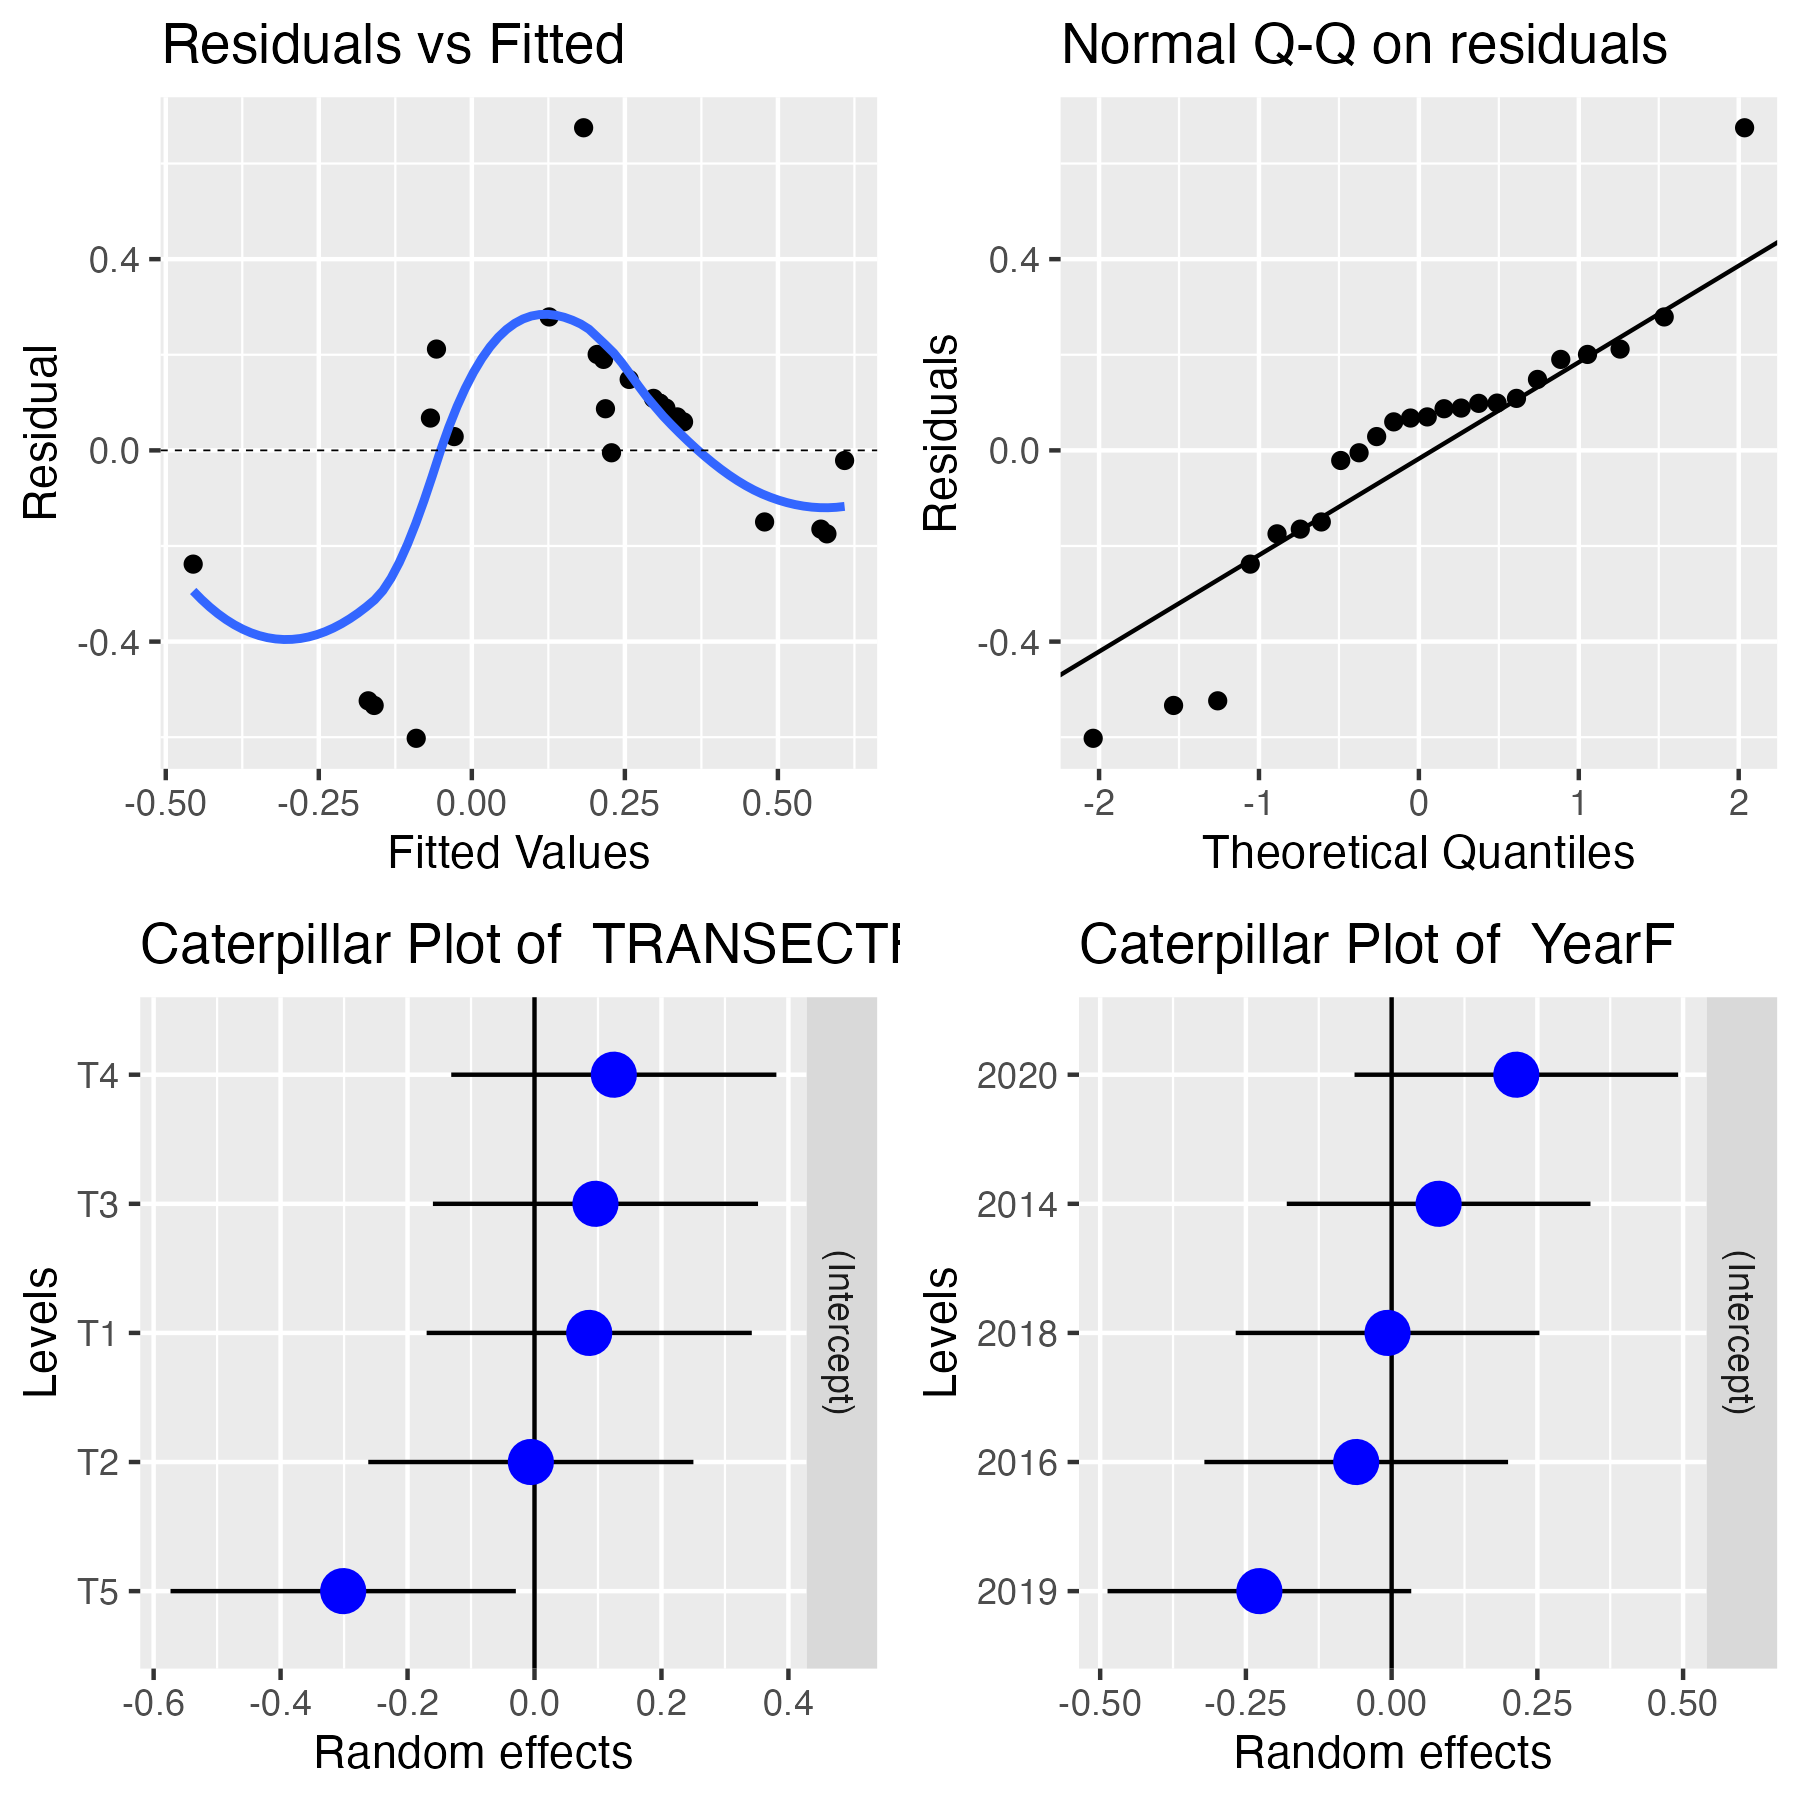 Residuals vs Fitted
Residual
0.4
0.0
-0.4
-0.50 -0.25 0.00 0.25 0.50
Fitted Values
Normal Q-Q on residuals
Residuals
0.4
0.0
-0.4
-2 -1 0 1 2
Theoretical Quantiles
Caterpillar Plot of TRANSECT
Levels
T4
T3
T1
T2
T5
(Intercept)
-0.6 -0.4 -0.2 0.0 0.2 0.4
Random effects
Caterpillar Plot of YearF
Levels
2020
2014
2018
2016
2019
(Intercept)
-0.50 -0.25 0.00 0.25 0.50
Random effects